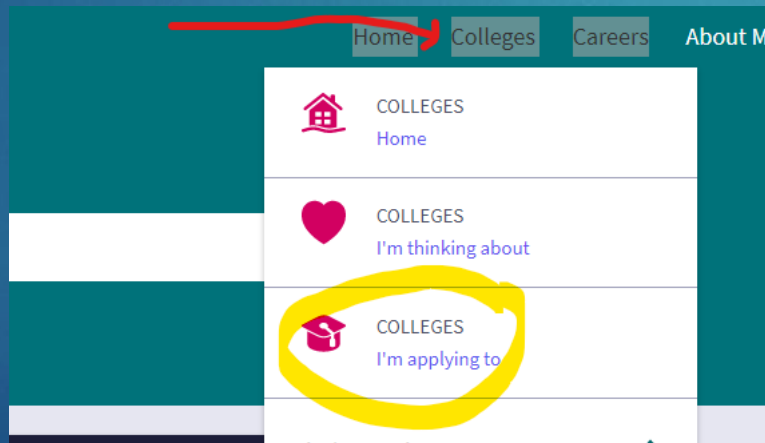 Home Colleges Careers About M
COLLEGES
Home
COLLEGES
I'm thinking about
COLLEGES
I'm applying to